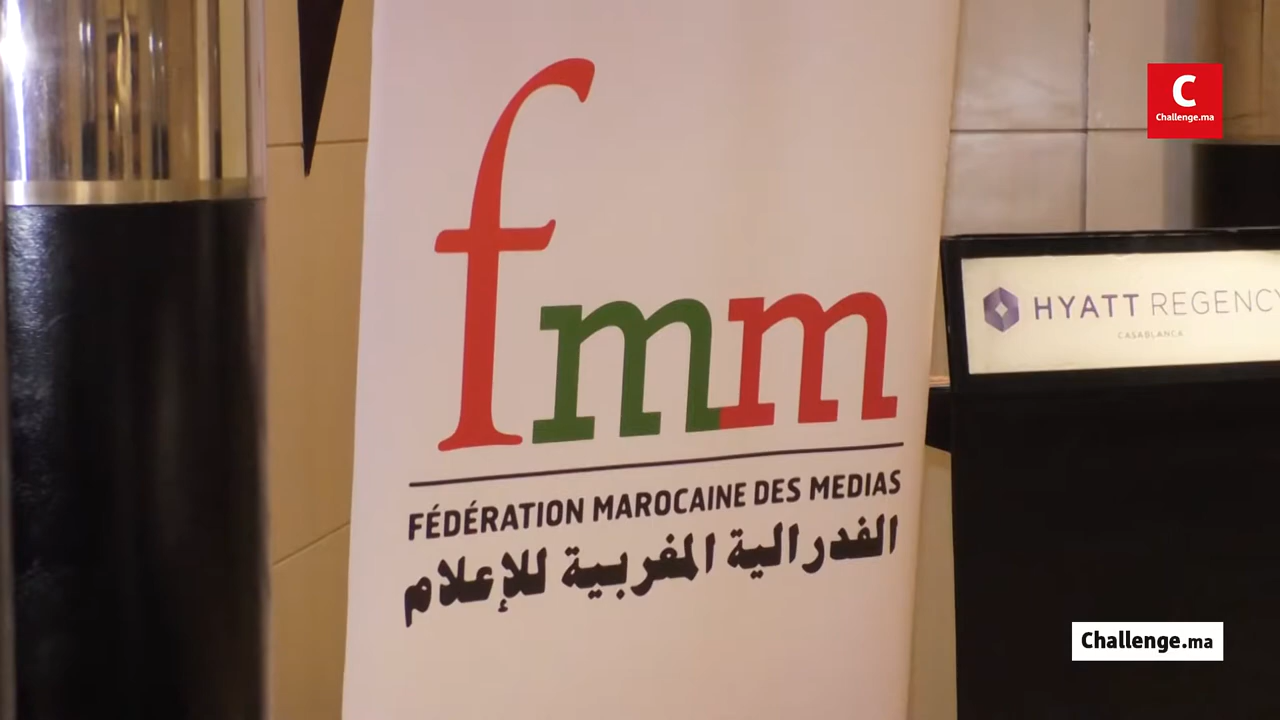 fmm
FÉDÉRATION MAROCAINE DES MEDIAS
الفدرالية المغربية للإعلام
C
Challenge.ma
HYATT REGENCY
CASABLANCA
Challenge.ma